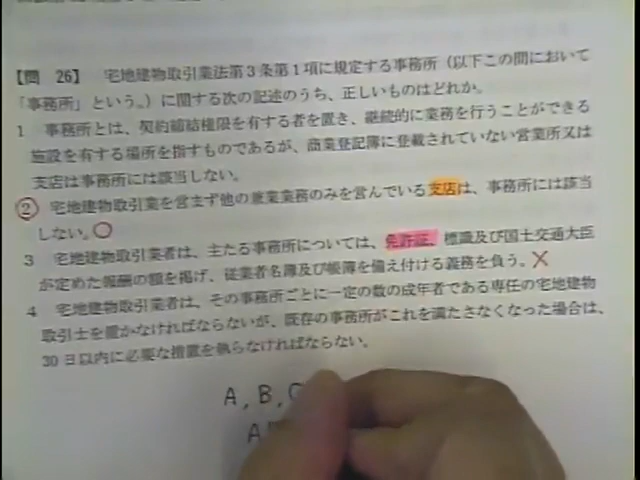 【問 26】 宅地建物取引業法第3条第1項に規定する事務所（以下この問において
「事務所」という。）に関する次の記述のうち、正しいものはどれか。
1 事務所とは、契約締結権限を有する者を置き、継続的に業務を行うことができる
施設を有する場所を指すものであるが、商業登記簿に登載されていない営業所又は
支店は事務所には該当しない。
2 宅地建物取引業を営まず他の兼業業務のみを営んでいる支店は、事務所には該当
しない。○
3 宅地建物取引業者は、主たる事務所については、免許証、標識及び国土交通大臣
が定めた報酬の額を掲げ、従業者名簿及び帳簿を備え付ける義務を負う。×
4 宅地建物取引業者は、その事務所ごとに一定の数の成年者である専任の宅地建物
取引士を置かなければならないが、既存の事務所がこれを満たさなくなった場合は、
30日以内に必要な措置を執らなければならない。
A, B, C
A